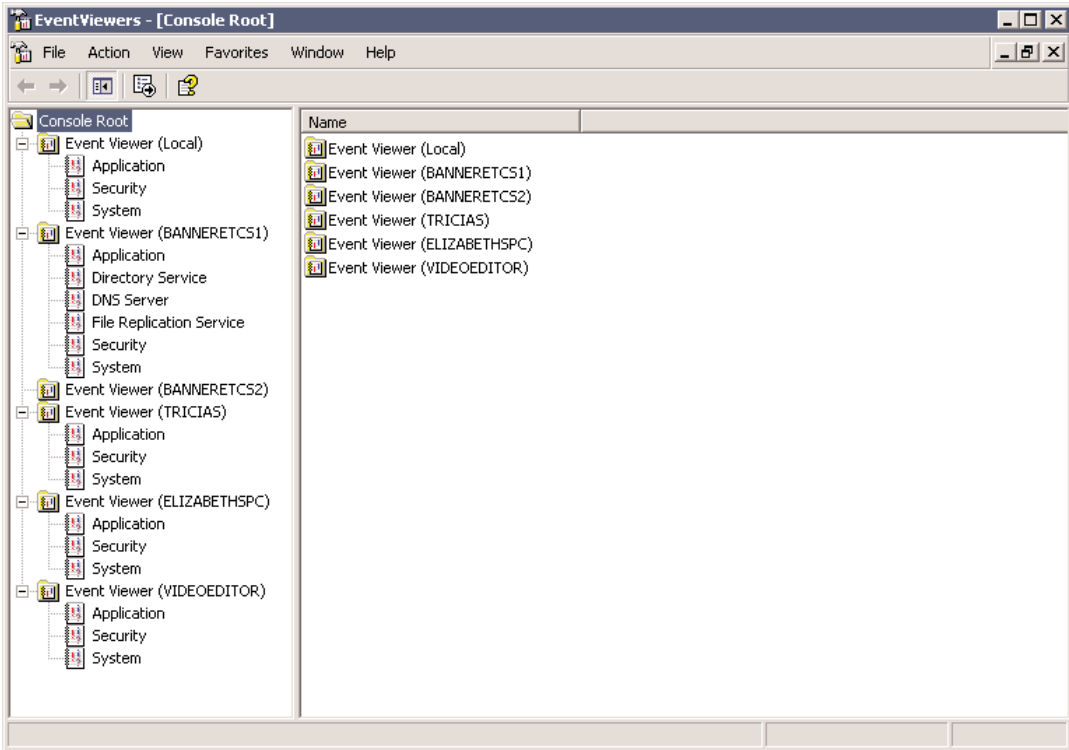 EventViewers - [Console Root]
File Action View Favorites Window Help
Console Root
Event Viewer (Local)
Application
Security
System
Event Viewer (BANNERETCS1)
Application
Directory Service
DNS Server
File Replication Service
Security
System
Event Viewer (BANNERETCS2)
Event Viewer (TRICIAS)
Application
Security
System
Event Viewer (ELIZABETHSPC)
Application
Security
System
Event Viewer (VIDEOEDITOR)
Application
Security
System
Name
Event Viewer (Local)
Event Viewer (BANNERETCS1)
Event Viewer (BANNERETCS2)
Event Viewer (TRICIAS)
Event Viewer (ELIZABETHSPC)
Event Viewer (VIDEOEDITOR)